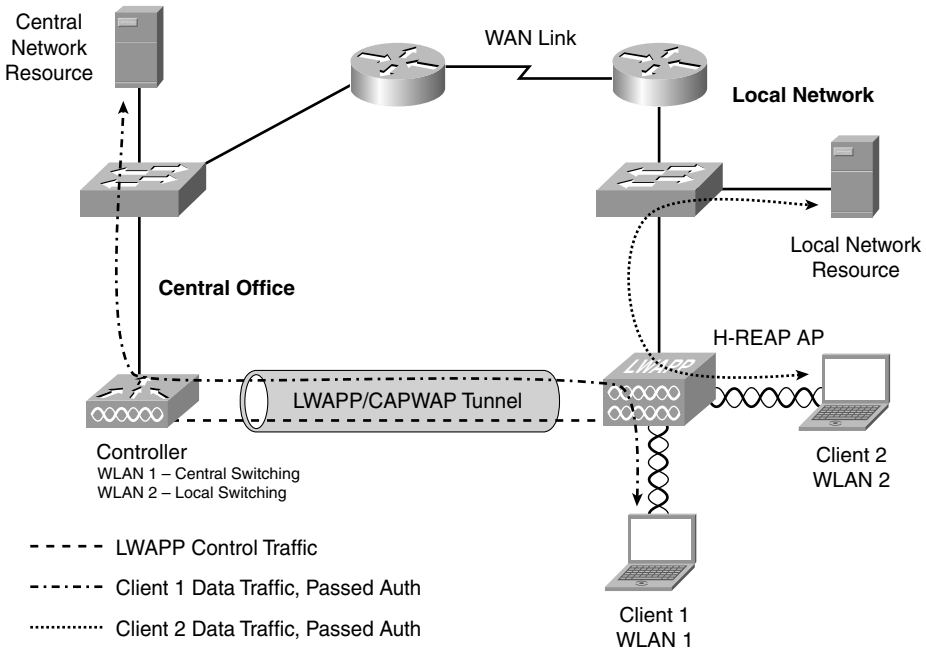 Central
Network
Resource
WAN Link
Local Network
Local Network
Resource
Central Office
H-REAP AP
LWAPP
LWAPP/CAPWAP Tunnel
Controller
WLAN 1 – Central Switching
WLAN 2 – Local Switching
Client 2
WLAN 2
LWAPP Control Traffic
Client 1 Data Traffic, Passed Auth
Client 2 Data Traffic, Passed Auth
Client 1
WLAN 1